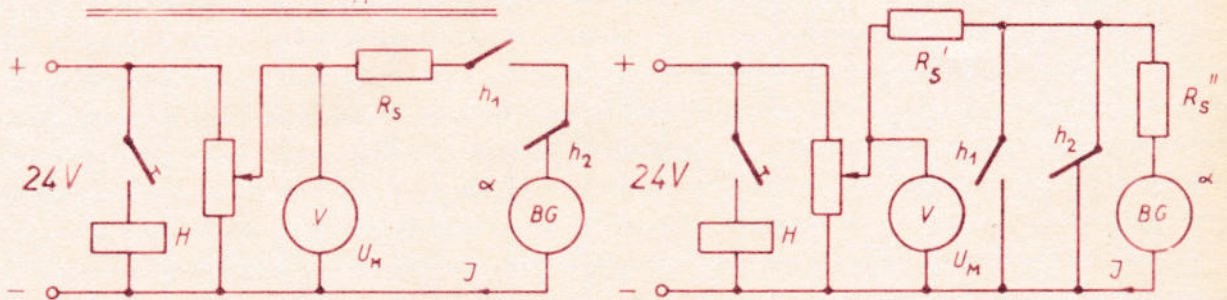 +
24V
−
H
V
U_M
R_S
h_1
h_2
α
BG
J
+
24V
−
H
V
U_M
R_S'
h_1
h_2
R_S''
α
BG
J